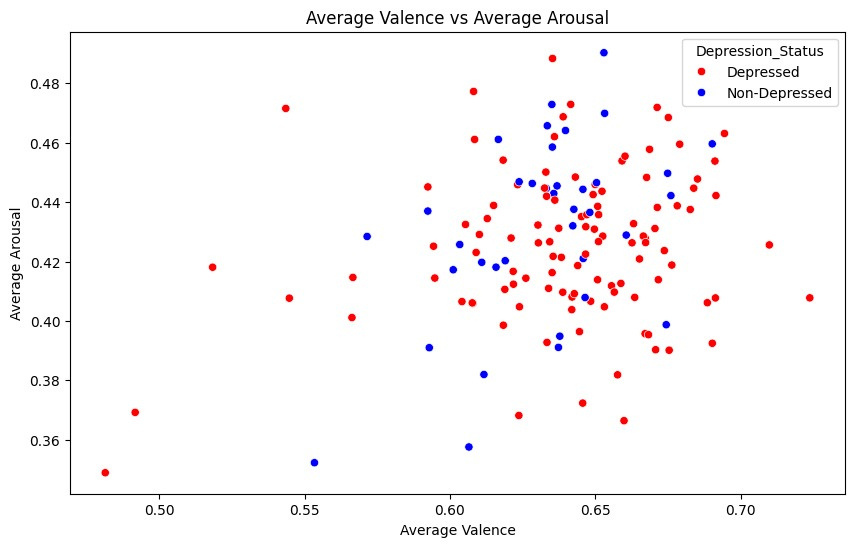 Average Valence vs Average Arousal
Depression_Status
Depressed
Non-Depressed
Average Arousal
0.48
0.46
0.44
0.42
0.40
0.38
0.36
0.50
0.55
0.60
0.65
0.70
Average Valence